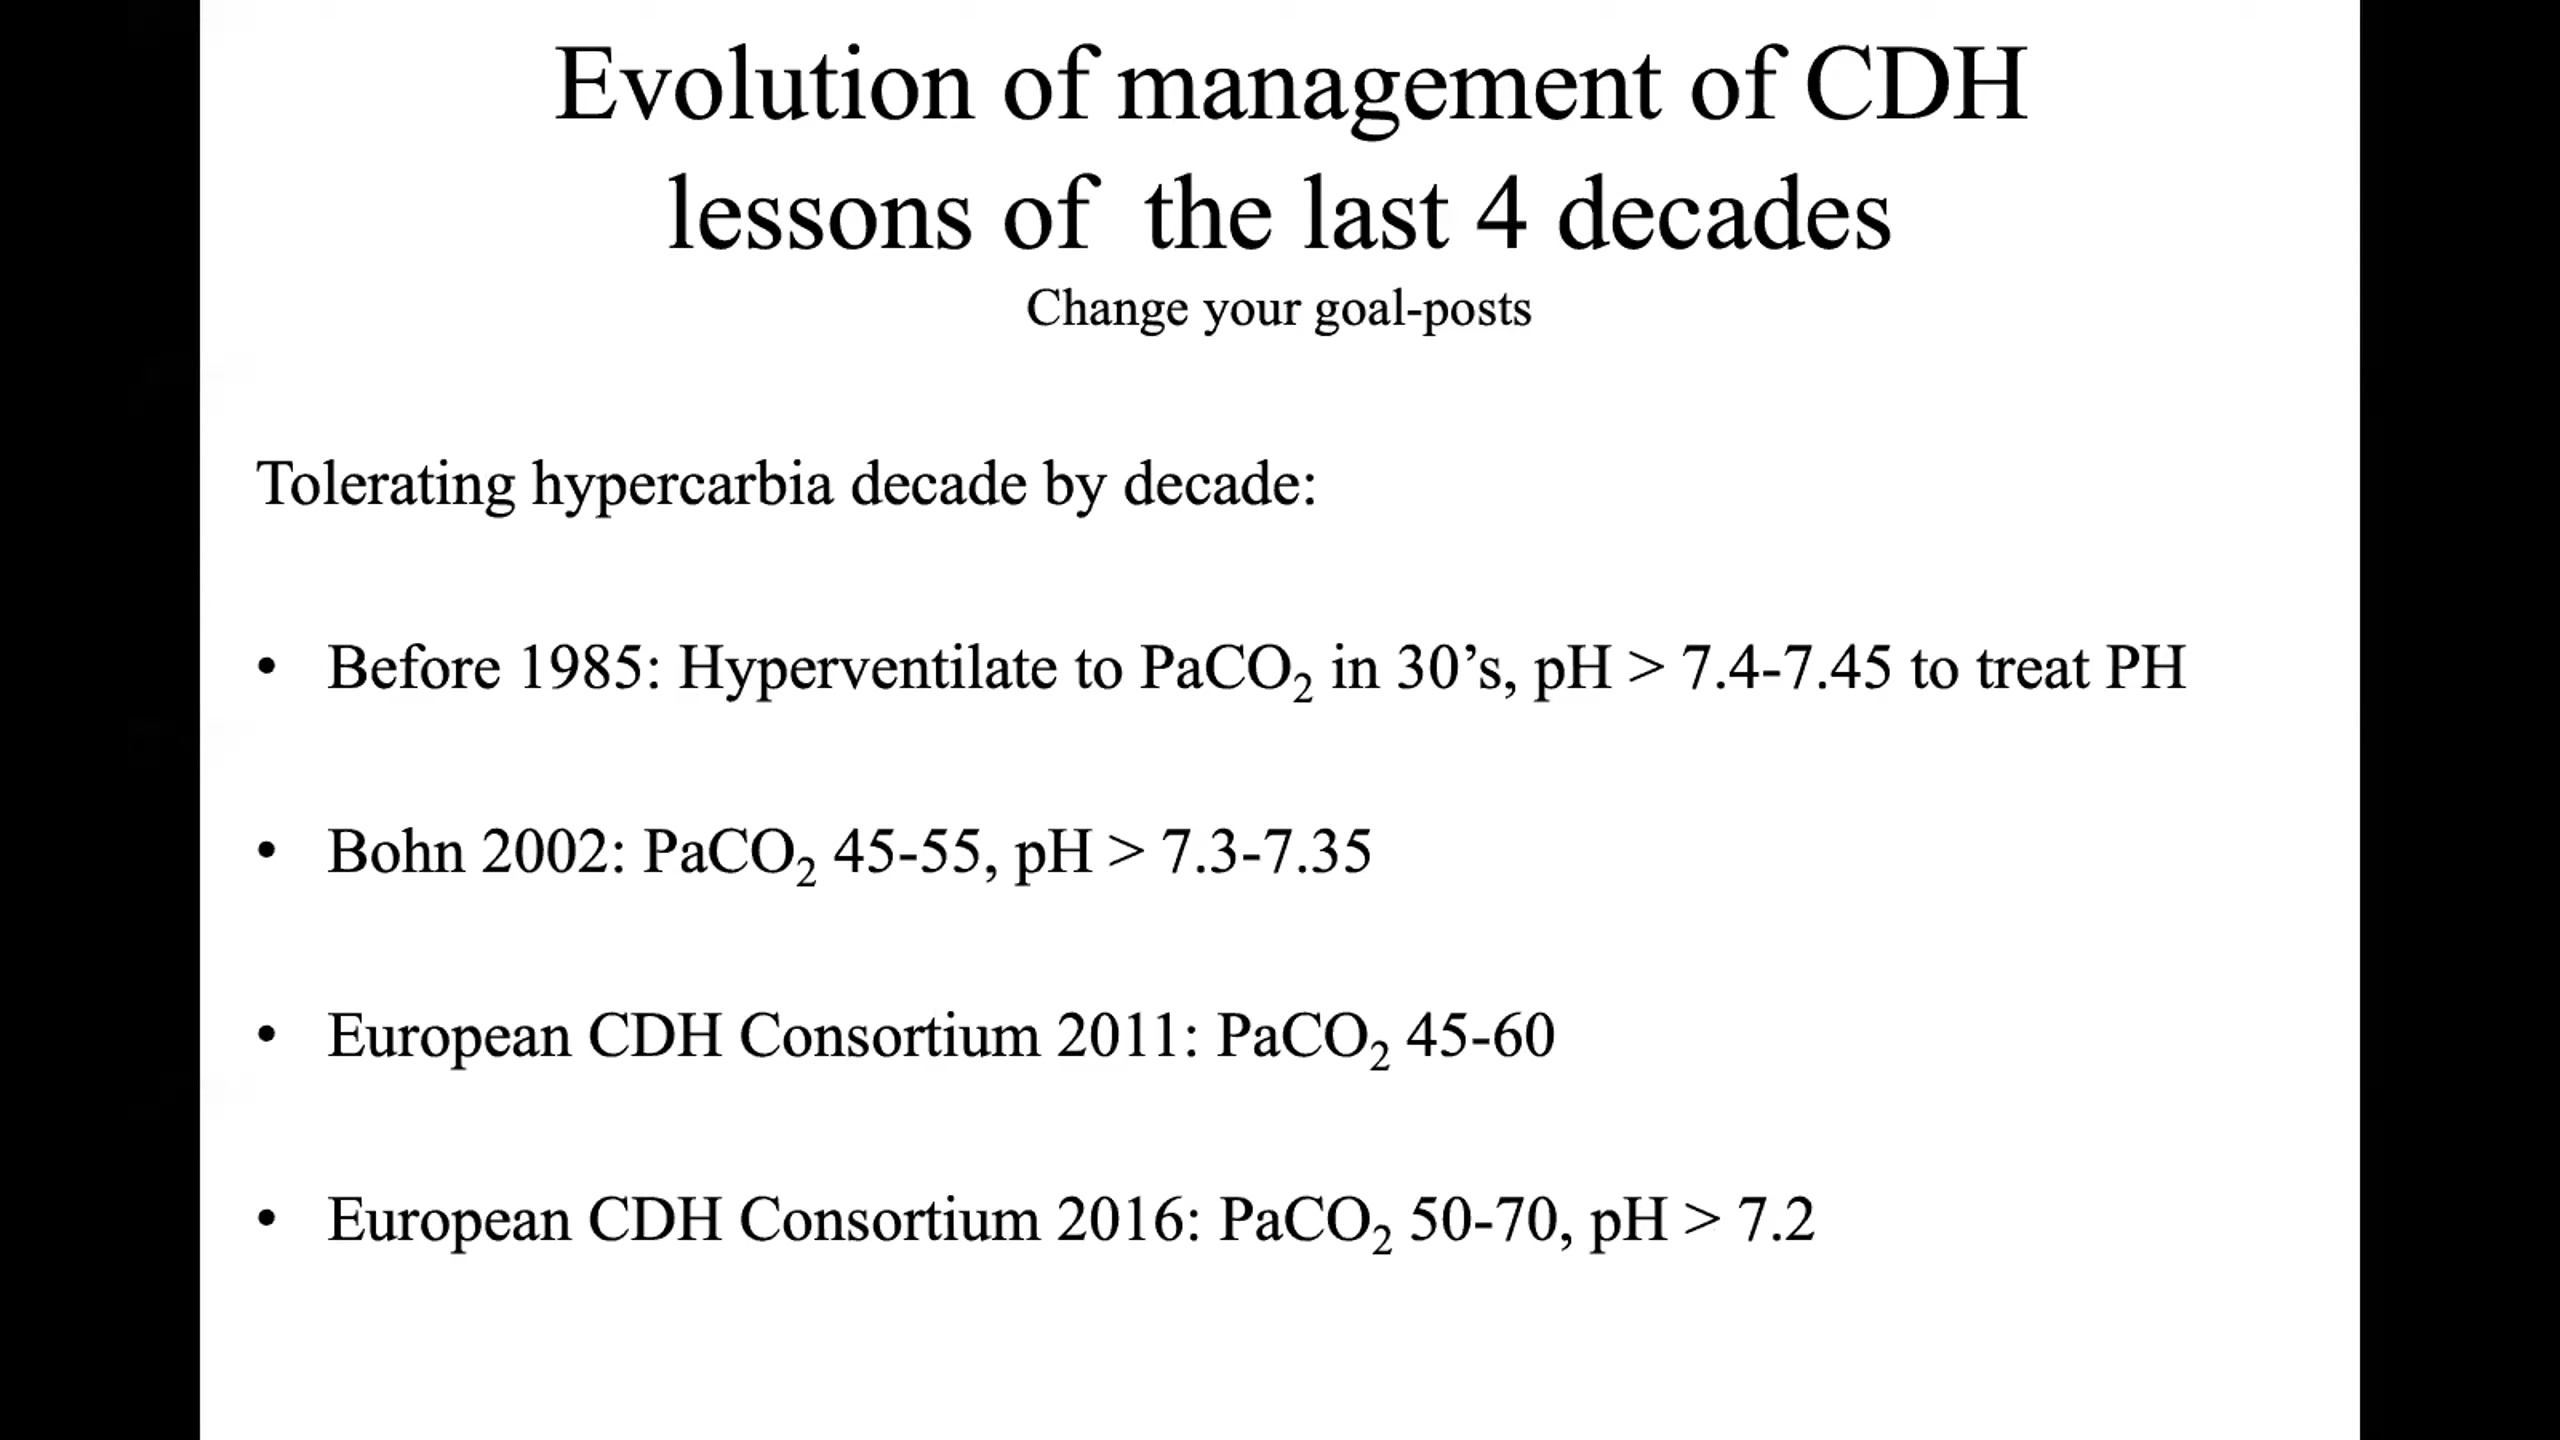 Evolution of management of CDH
lessons of the last 4 decades
Change your goal-posts
Tolerating hypercarbia decade by decade:
• Before 1985: Hyperventilate to PaCO₂ in 30’s, pH > 7.4-7.45 to treat PH
• Bohn 2002: PaCO₂ 45-55, pH > 7.3-7.35
• European CDH Consortium 2011: PaCO₂ 45-60
• European CDH Consortium 2016: PaCO₂ 50-70, pH > 7.2